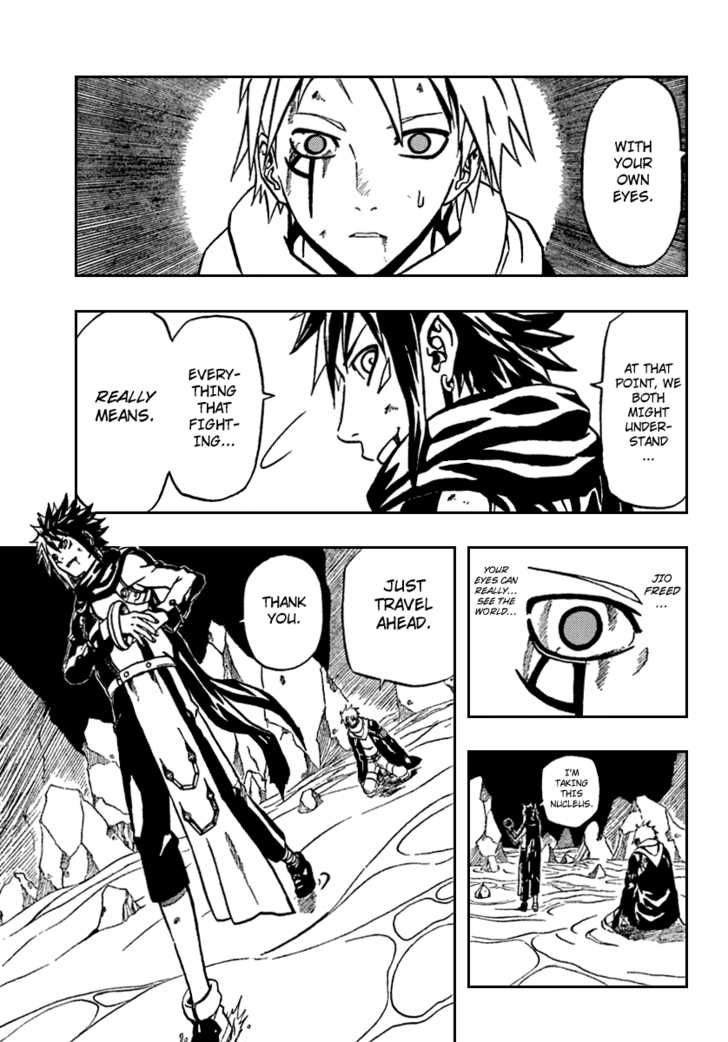 WITH
YOUR
OWN
EYES.
AT THAT
POINT, WE
BOTH
MIGHT
UNDER-
STAND
...
EVERY-
THING
THAT
FIGHT-
ING...
REALLY
MEANS.
JIO
FREED
...
YOUR
EYES CAN
REALLY...
SEE THE
WORLD...
I'M
TAKING
THIS
NUCLEUS.
JUST
TRAVEL
AHEAD.
THANK
YOU.